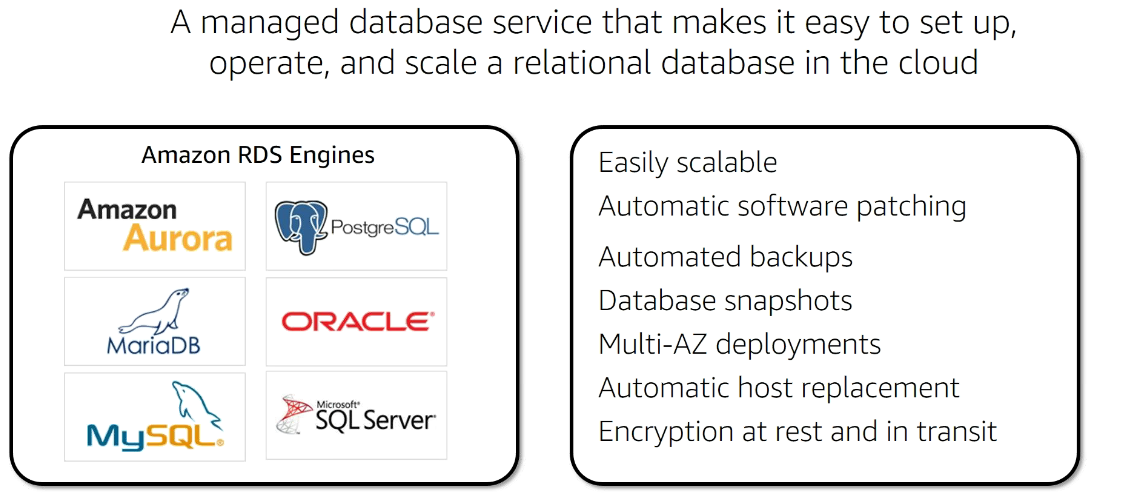 A managed database service that makes it easy to set up,
operate, and scale a relational database in the cloud
Amazon RDS Engines
Amazon
Aurora
PostgreSQL
MariaDB
ORACLE®
MySQL®
Microsoft®
SQL Server®
Easily scalable
Automatic software patching
Automated backups
Database snapshots
Multi-AZ deployments
Automatic host replacement
Encryption at rest and in transit